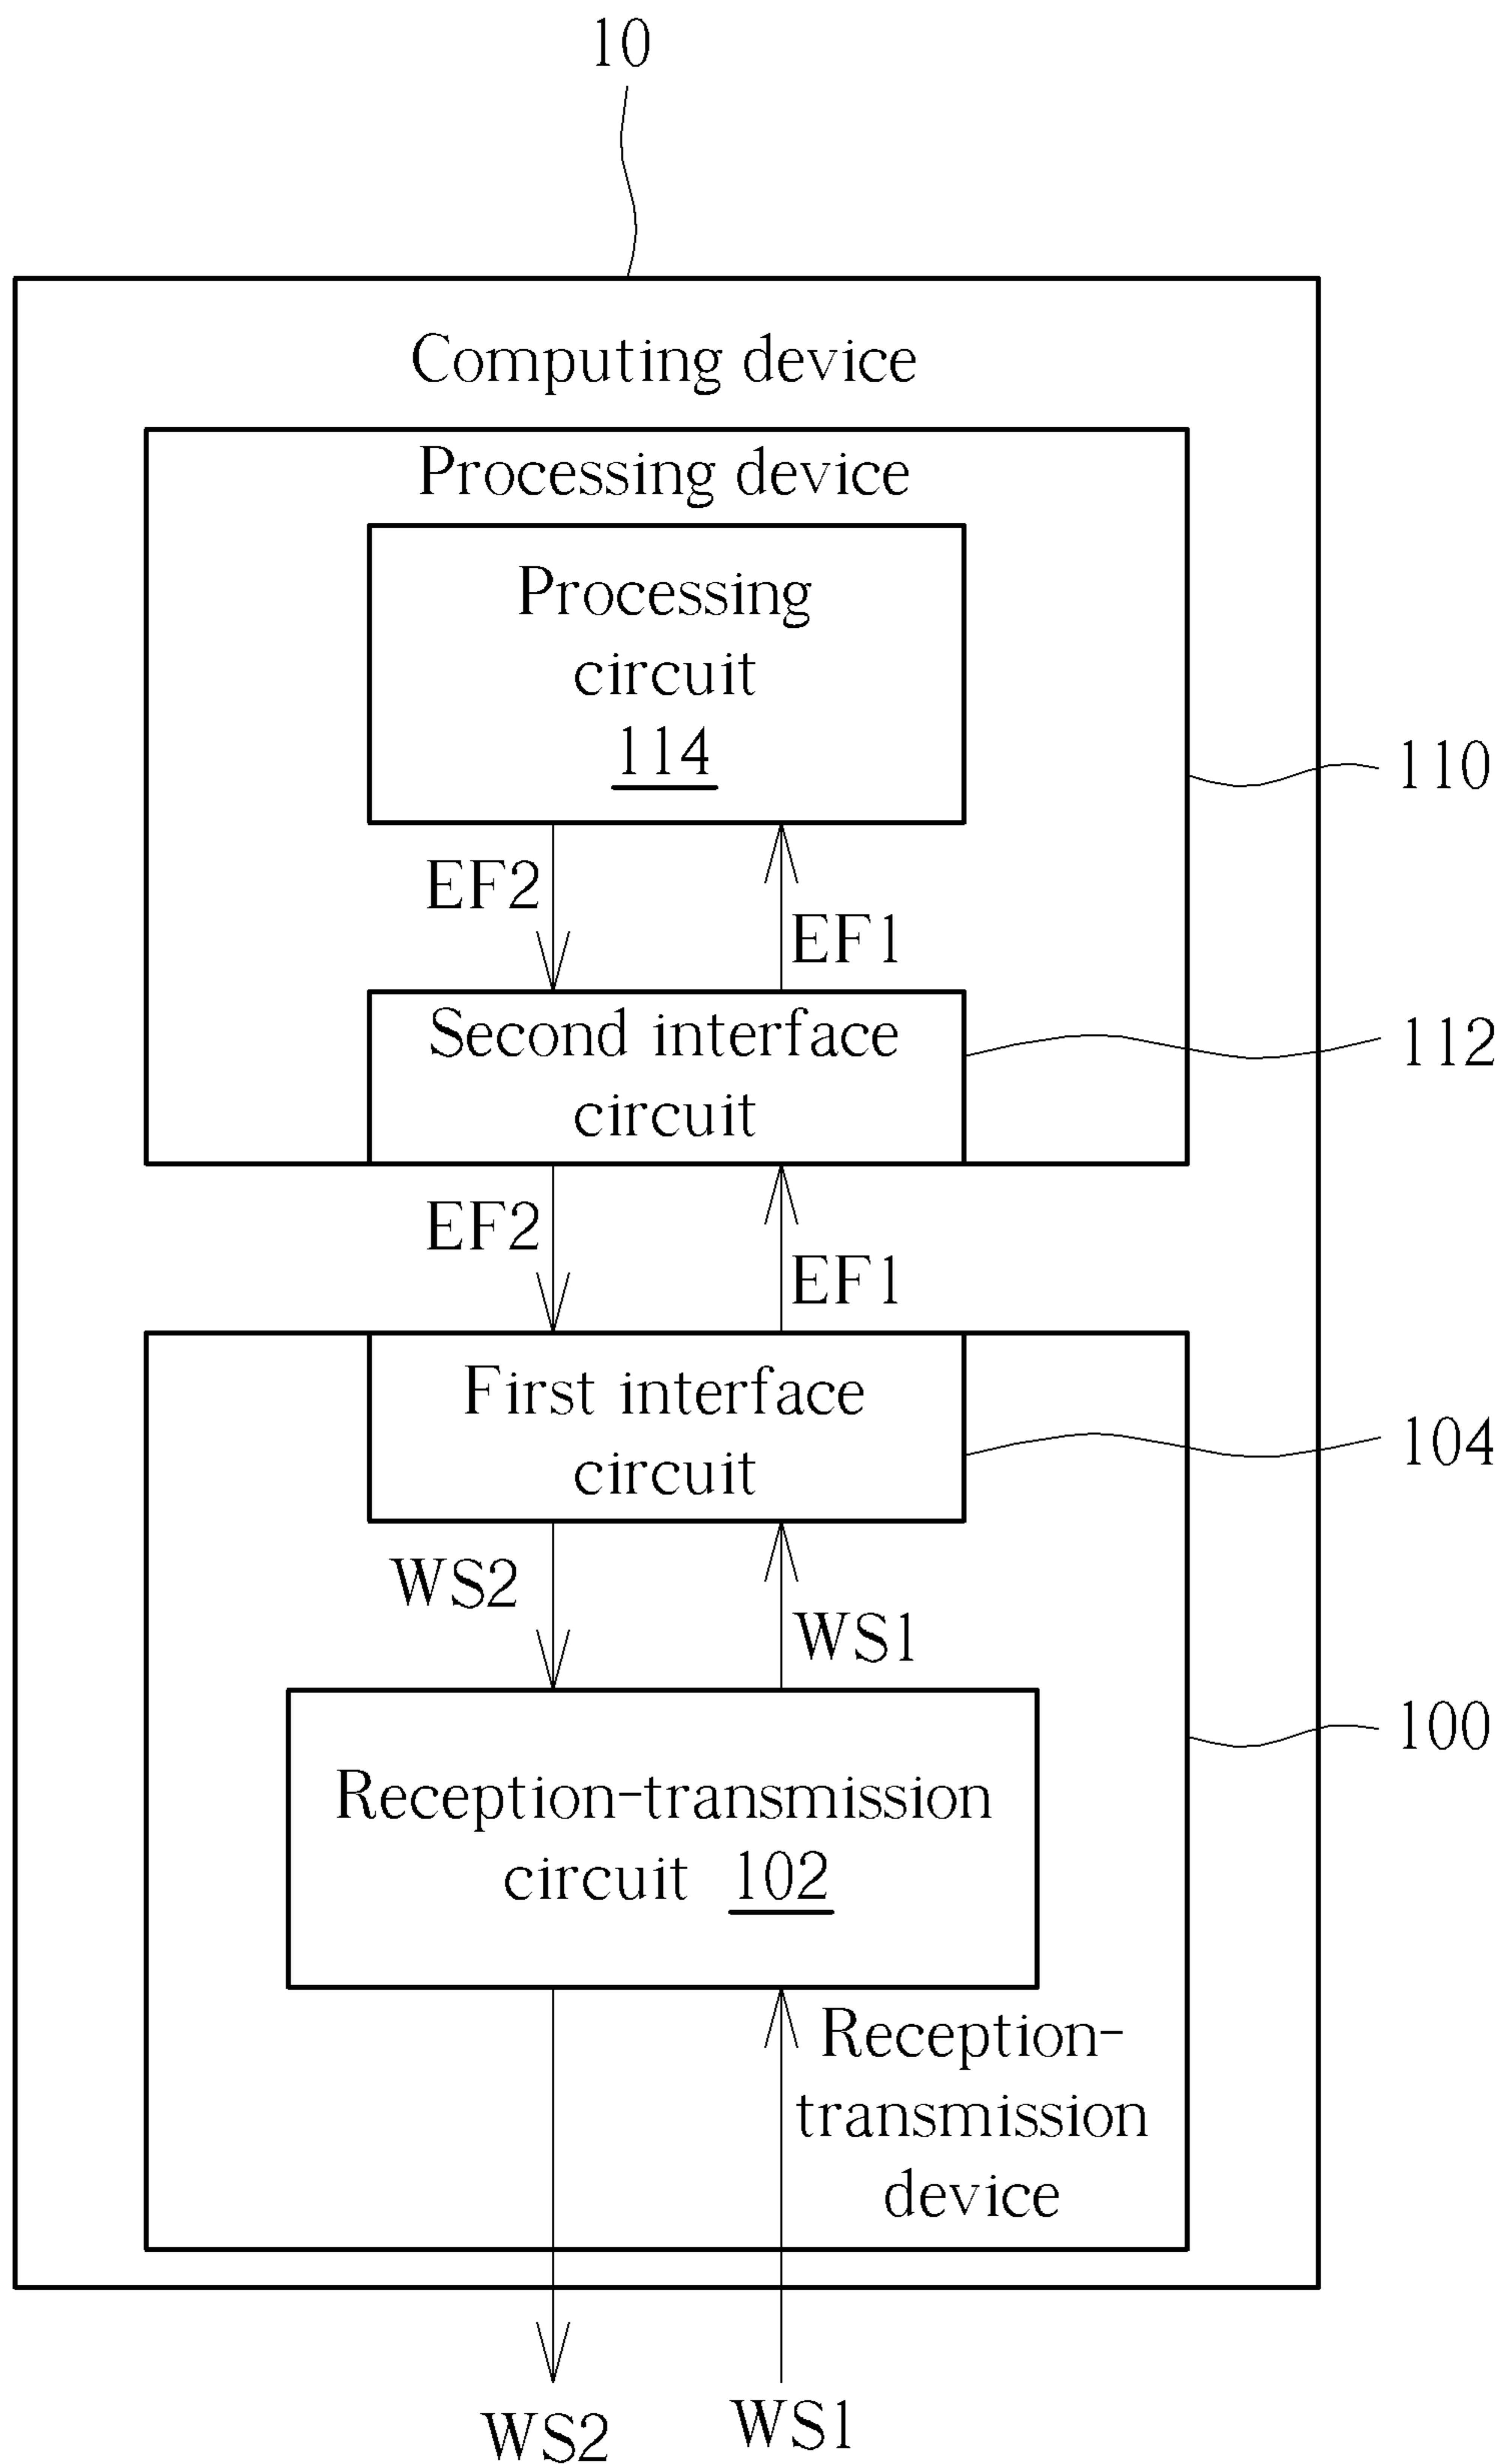 10
Computing device
Processing device
Processing
circuit
114
110
EF2
EF1
Second interface
circuit
112
EF2
EF1
First interface
circuit
104
WS2
WS1
100
Reception-transmission
circuit 102
Reception-
transmission
device
WS2
WS1